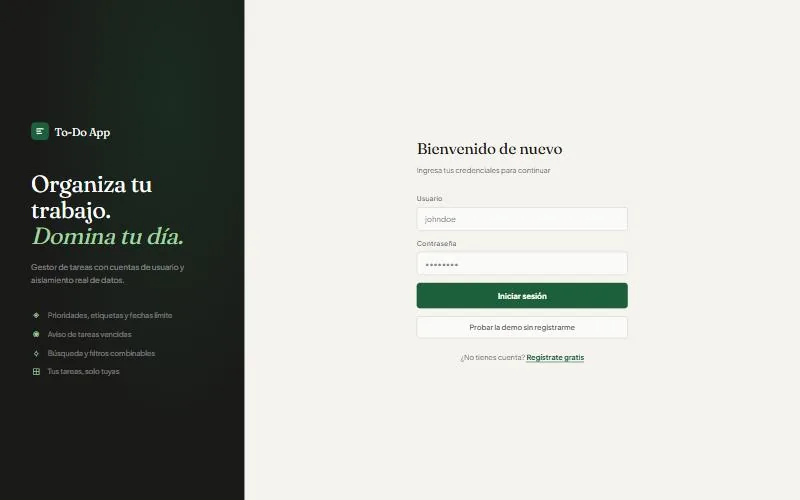 To-Do App
Organiza tu
trabajo.
Domina tu día.
Gestor de tareas con cuentas de usuario y
aislamiento real de datos.
Prioridades, etiquetas y fechas límite
Aviso de tareas vencidas
Búsqueda y filtros combinables
Tus tareas, solo tuyas
Bienvenido de nuevo
Ingresa tus credenciales para continuar
Usuario
johndoe
Contraseña
••••••••
Iniciar sesión
Probar la demo sin registrarme
¿No tienes cuenta? Regístrate gratis